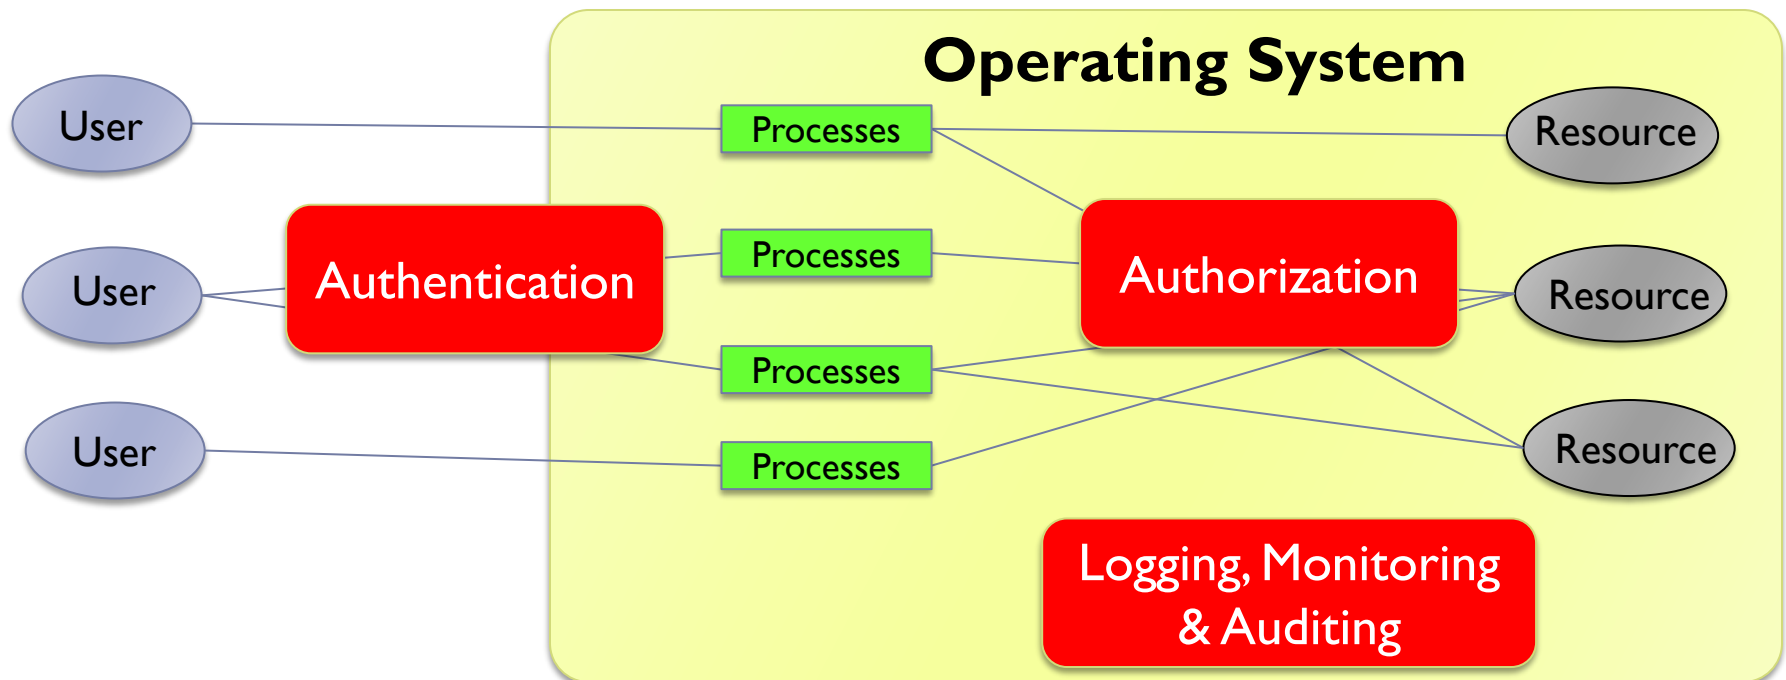 Operating System
User
Processes
Resource
Authentication
Processes
Authorization
User
Resource
Processes
User
Processes
Resource
Logging, Monitoring
& Auditing